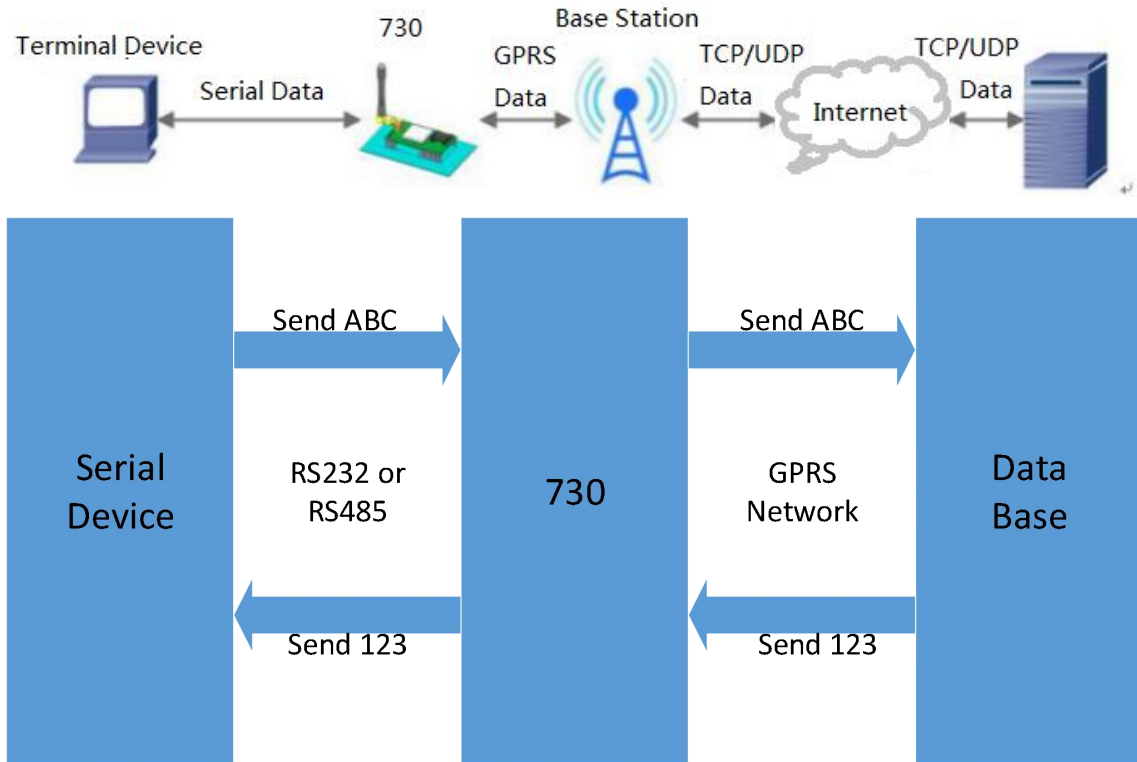 Base Station
730
Terminal Device
GPRS
TCP/UDP
TCP/UDP
Serial Data
Data
Data
Internet
Data
Send ABC
Send ABC
Serial
Device
RS232 or
RS485
730
GPRS
Network
Data
Base
Send 123
Send 123